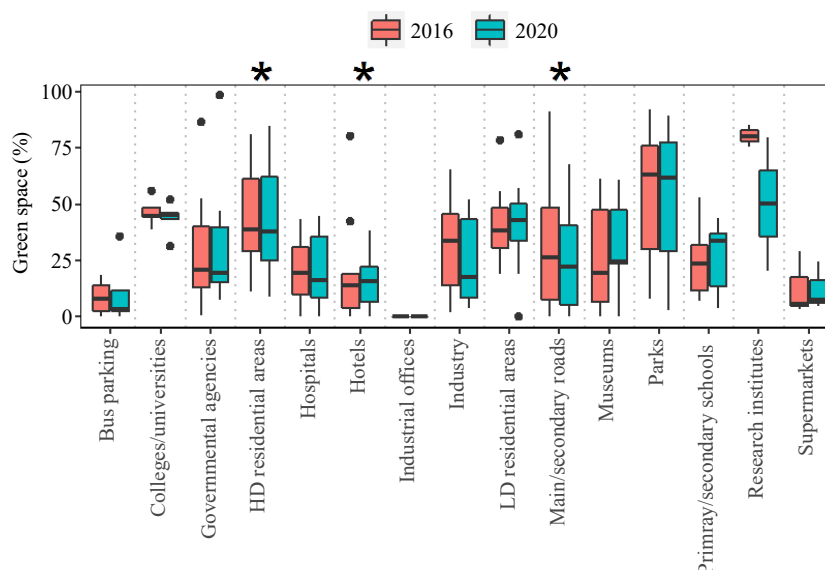 2016 2020
* * *
Green space (%)
100
75
50
25
0
Bus parking
Colleges/universities
Governmental agencies
HD residential areas
Hospitals
Hotels
Industrial offices
Industry
LD residential areas
Main/secondary roads
Museums
Parks
Primray/secondary schools
Research institutes
Supermarkets